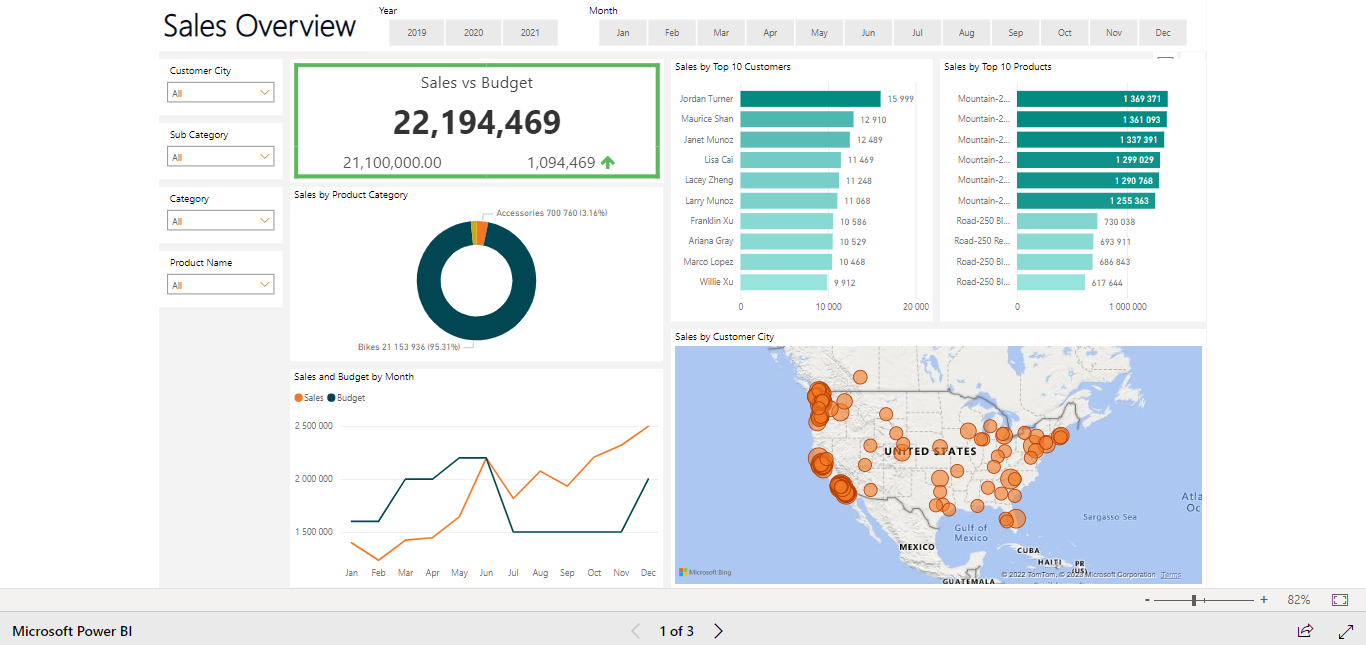 Sales Overview
Year
2019 2020 2021
Month
Jan Feb Mar Apr May Jun Jul Aug Sep Oct Nov Dec
Customer City
All
Sub Category
All
Category
All
Product Name
All
Sales vs Budget
22,194,469
21,100,000.00 1,094,469
Sales by Product Category
Accessories 700 760 (3.16%)
Bikes 21 153 936 (95.31%)
Sales and Budget by Month
Sales Budget
2 500 000
2 000 000
1 500 000
Jan Feb Mar Apr May Jun Jul Aug Sep Oct Nov Dec
Sales by Top 10 Customers
Jordan Turner 15 999
Maurice Shan 12 910
Janet Munoz 12 489
Lisa Cai 11 469
Lacey Zheng 11 248
Larry Munoz 11 068
Franklin Xu 10 586
Ariana Gray 10 529
Marco Lopez 10 468
Willie Xu 9 912
0 10 000 20 000
Sales by Top 10 Products
Mountain-2... 1 369 371
Mountain-2... 1 361 093
Mountain-2... 1 337 391
Mountain-2... 1 299 029
Mountain-2... 1 290 768
Mountain-2... 1 255 363
Road-250 Bl... 730 038
Road-250 Re... 693 911
Road-250 Bl... 686 843
Road-250 Bl... 617 644
0 1 000 000
Sales by Customer City
UNITED STATES
Atla
Oc
Sargasso Sea
Gulf of
Mexico
MEXICO
CUBA
HAITI
PR
(US)
GUATEMALA
Microsoft Bing
© 2022 TomTom, © 2023 Microsoft Corporation Terms
- + 82%
Microsoft Power BI
1 of 3